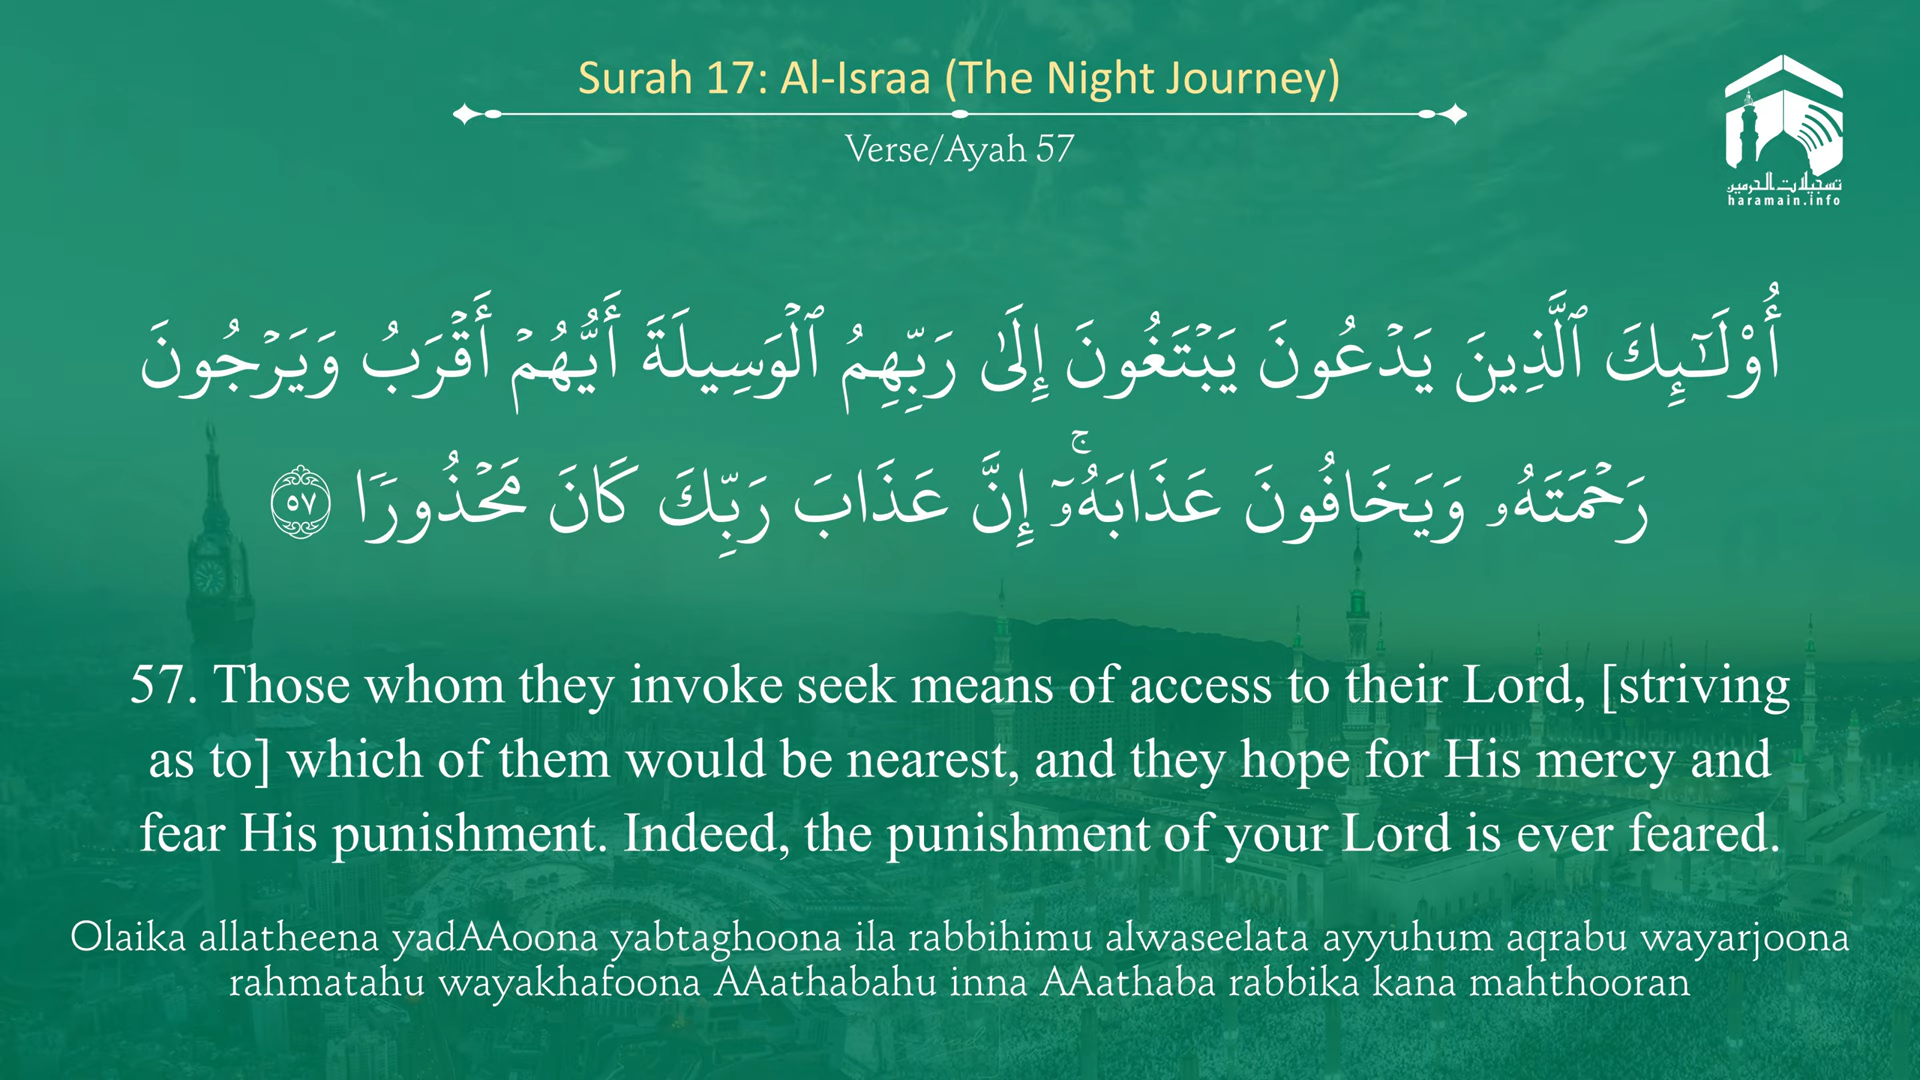 Surah 17: Al-Israa (The Night Journey)
Verse/Ayah 57
تسجيلات الحرمين
haramain.info
أُو۟لَـٰٓئِكَ ٱلَّذِينَ يَدْعُونَ يَبْتَغُونَ إِلَىٰ رَبِّهِمُ ٱلْوَسِيلَةَ أَيُّهُمْ أَقْرَبُ وَيَرْجُونَ
رَحْمَتَهُۥ وَيَخَافُونَ عَذَابَهُۥٓ ۚ إِنَّ عَذَابَ رَبِّكَ كَانَ مَحْذُورًا ٥٧
57. Those whom they invoke seek means of access to their Lord, [striving
as to] which of them would be nearest, and they hope for His mercy and
fear His punishment. Indeed, the punishment of your Lord is ever feared.
Olaika allatheena yadAAoona yabtaghoona ila rabbihimu alwaseelata ayyuhum aqrabu wayarjoona
rahmatahu wayakhafoona AAathabahu inna AAathaba rabbika kana mahthooran